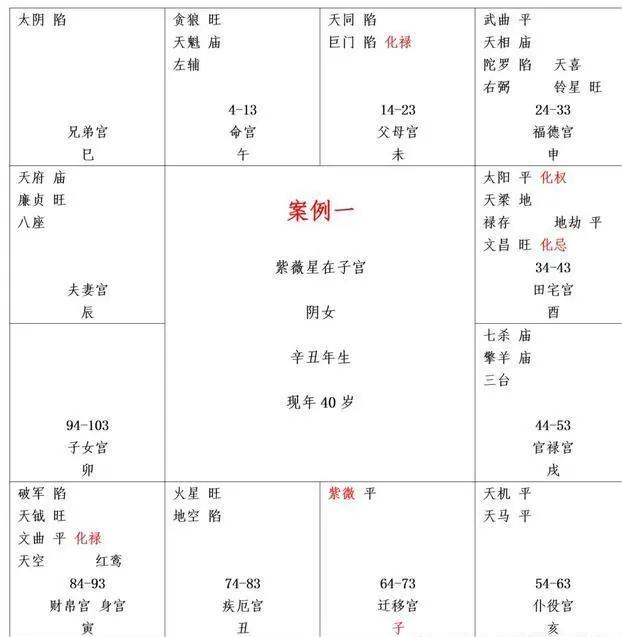 太阴 陷
兄弟宫
巳
贪狼 旺
天魁 庙
左辅
4-13
命宫
午
天同 陷
巨门 陷 化禄
14-23
父母宫
未
武曲 平
天相 庙
陀罗 陷 天喜
右弼 铃星 旺
24-33
福德宫
申
天府 庙
廉贞 旺
八座
夫妻宫
辰
案例一
紫薇星在子宫
阴女
辛丑年生
现年 40 岁
太阳 平 化权
天梁 地
禄存 地劫 平
文昌 旺 化忌
34-43
田宅宫
酉
94-103
子女宫
卯
七杀 庙
擎羊 庙
三台
44-53
官禄宫
戌
破军 陷
天钺 旺
文曲 平 化禄
天空 红鸾
84-93
财帛宫 身宫
寅
火星 旺
地空 陷
74-83
疾厄宫
丑
紫微 平
64-73
迁移宫
子
天机 平
天马 平
54-63
仆役宫
亥